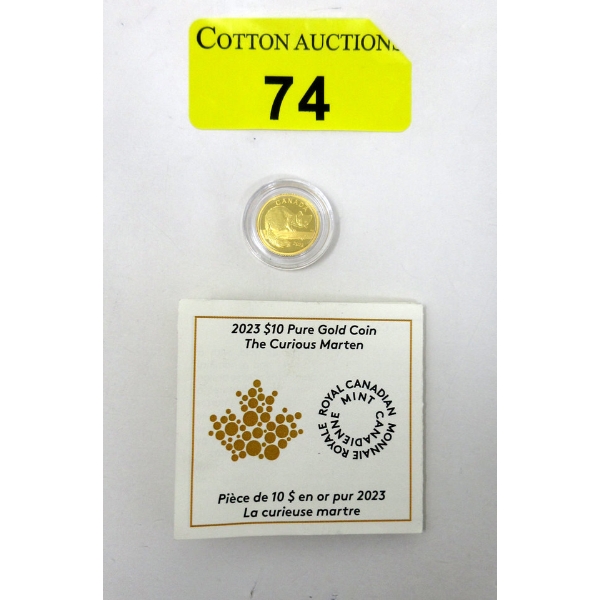 COTTON AUCTIONS
74
CANADA
2023 $10 Pure Gold Coin
The Curious Marten
ROYAL CANADIAN MINT
MONNAIE ROYALE CANADIENNE
Pièce de 10 $ en or pur 2023
La curieuse martre